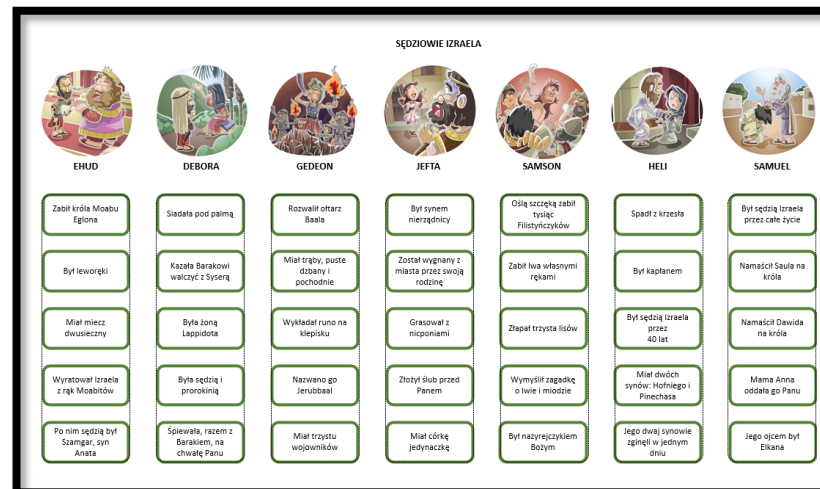 SĘDZIOWIE IZRAELA
EHUD
DEBORA
GEDEON
JEFTA
SAMSON
HELI
SAMUEL
Zabił króla Moabu
Eglona
Siadała pod palmą
Rozwalił ołtarz
Baala
Był synem
nierządnicy
Oślą szczęką zabił
tysiąc
Filistyńczyków
Spadł z krzesła
Był sędzią Izraela
przez całe życie
Był leworęki
Kazała Barakowi
walczyć z Syserą
Miał trąby, puste
dzbany i
pochodnie
Został wygnany z
miasta przez swoją
rodzinę
Zabił lwa własnymi
rękami
Był kapłanem
Namaścił Saula na
króla
Miał miecz
dwusieczny
Była żoną
Lappidota
Wykładał runo na
klepisku
Grasował z
nicponiami
Złapał trzysta lisów
Był sędzią Izraela
przez
40 lat
Namaścił Dawida
na króla
Wyratował Izraela
z rąk Moabitów
Była sędzią i
prorokinią
Nazwano go
Jerubbaal
Złożył ślub przed
Panem
Wymyślił zagadkę
o lwie i miodzie
Miał dwóch
synów: Hofniego i
Pinechasa
Mama Anna
oddała go Panu
Po nim sędzią był
Szamgar, syn
Anata
Śpiewała, razem z
Barakiem, na
chwałę Panu
Miał trzystu
wojowników
Miał córkę
jedynaczkę
Był nazyrejczykiem
Bożym
Jego dwaj synowie
zginęli w jednym
dniu
Jego ojcem był
Elkana